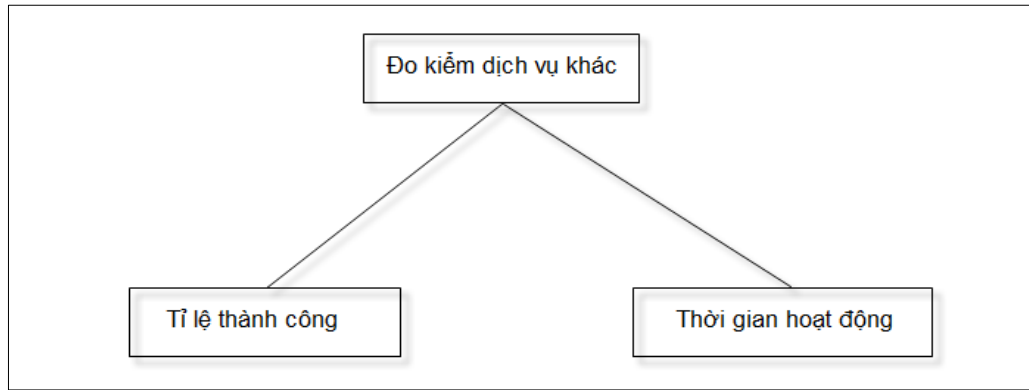 Đo kiểm dịch vụ khác
Tỉ lệ thành công
Thời gian hoạt động